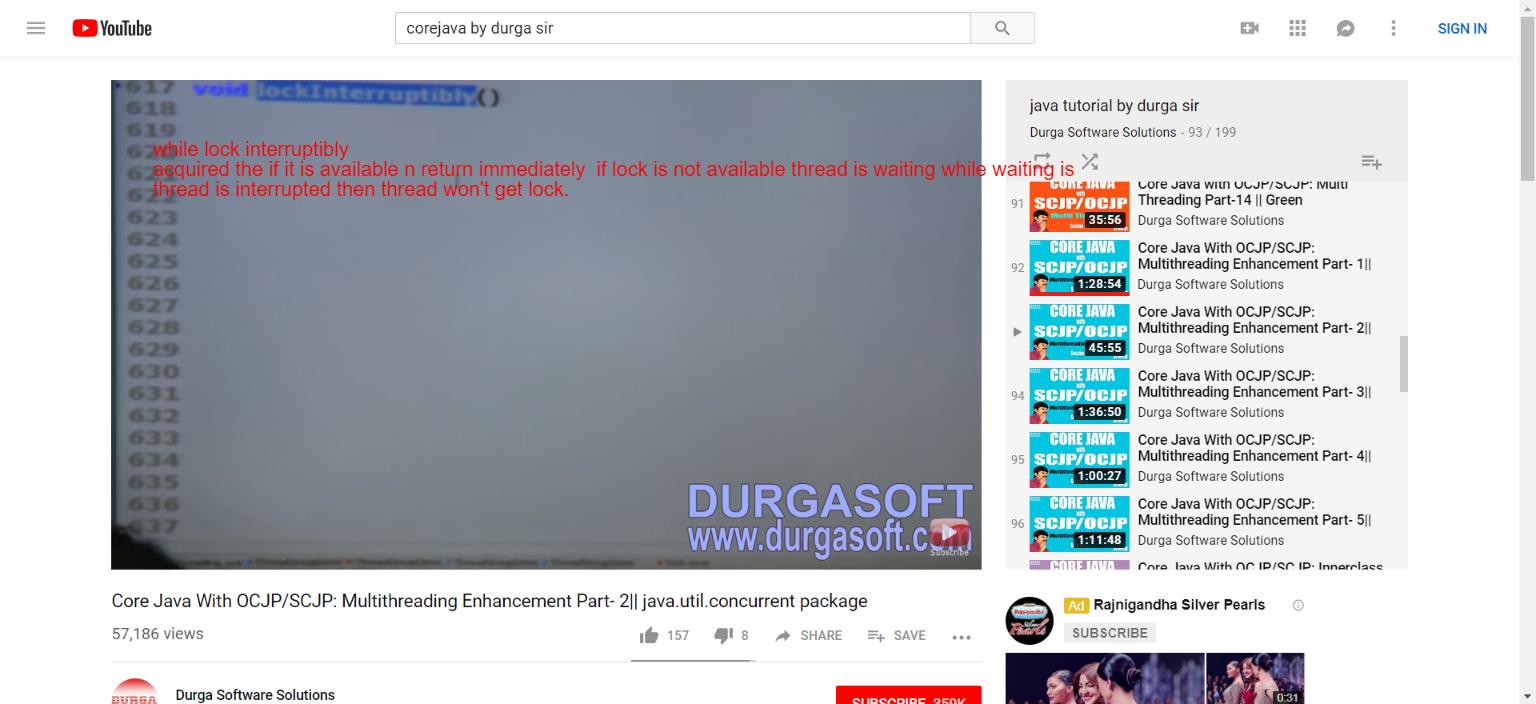 YouTube
corejava by durga sir
SIGN IN
617 void lockInterruptibly()
618
619
620
621
622
623
624
625
626
627
628
629
630
631
632
633
634
635
636
637
while lock interruptibly
acquired the if it is available n return immediately  if lock is not available thread is waiting while waiting is
thread is interrupted then thread won't get lock.
DURGASOFT
www.durgasoft.com
Subscribe
java tutorial by durga sir
Durga Software Solutions - 93 / 199
91
CORE JAVA
with
SCJP/OCJP
35:56
Core Java with OCJP/SCJP: Multi
Threading Part-14 || Green
Durga Software Solutions
92
CORE JAVA
with
SCJP/OCJP
1:28:54
Core Java With OCJP/SCJP:
Multithreading Enhancement Part- 1||
Durga Software Solutions
CORE JAVA
with
SCJP/OCJP
45:55
Core Java With OCJP/SCJP:
Multithreading Enhancement Part- 2||
Durga Software Solutions
94
CORE JAVA
with
SCJP/OCJP
1:36:50
Core Java With OCJP/SCJP:
Multithreading Enhancement Part- 3||
Durga Software Solutions
95
CORE JAVA
with
SCJP/OCJP
1:00:27
Core Java With OCJP/SCJP:
Multithreading Enhancement Part- 4||
Durga Software Solutions
96
CORE JAVA
with
SCJP/OCJP
1:11:48
Core Java With OCJP/SCJP:
Multithreading Enhancement Part- 5||
Durga Software Solutions
Core Java With OCJP/SCJP: Innerclass
Core Java With OCJP/SCJP: Multithreading Enhancement Part- 2|| java.util.concurrent package
57,186 views
157 8 SHARE SAVE
Durga Software Solutions
SUBSCRIBE 359K
DURGA
Ad Rajnigandha Silver Pearls
SUBSCRIBE
0:31